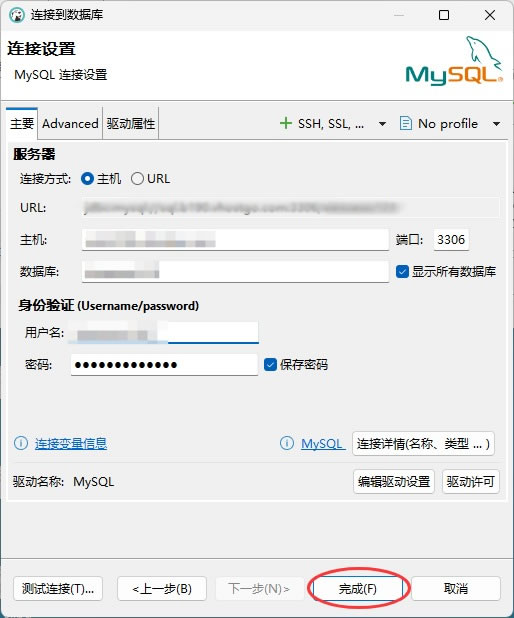 连接到数据库
连接设置
MySQL 连接设置
MySQL
主要 Advanced 驱动属性 SSH, SSL, ... No profile
服务器
连接方式: 主机 URL
URL:
主机: 端口: 3306
数据库: 显示所有数据库
身份验证 (Username/password)
用户名:
密码: ●●●●●●●●●●●●● 保存密码
连接变量信息 MySQL 连接详情(名称、类型 ... )
驱动名称: MySQL 编辑驱动设置 驱动许可
测试连接(T)... <上一步(B) 下一步(N)> 完成(F) 取消